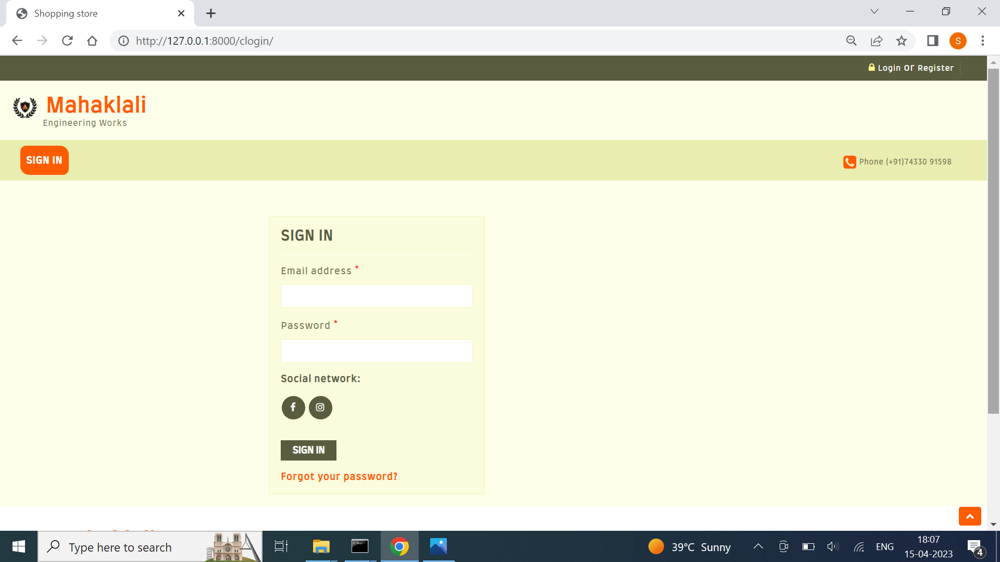 Shopping store
http://127.0.0.1:8000/clogin/
S
Login or Register
Mahaklali
Engineering Works
SIGN IN
Phone (+91)74330 91598
SIGN IN
Email address *
Password *
Social network:
SIGN IN
Forgot your password?
Type here to search
39°C Sunny
ENG
18:07
15-04-2023
4